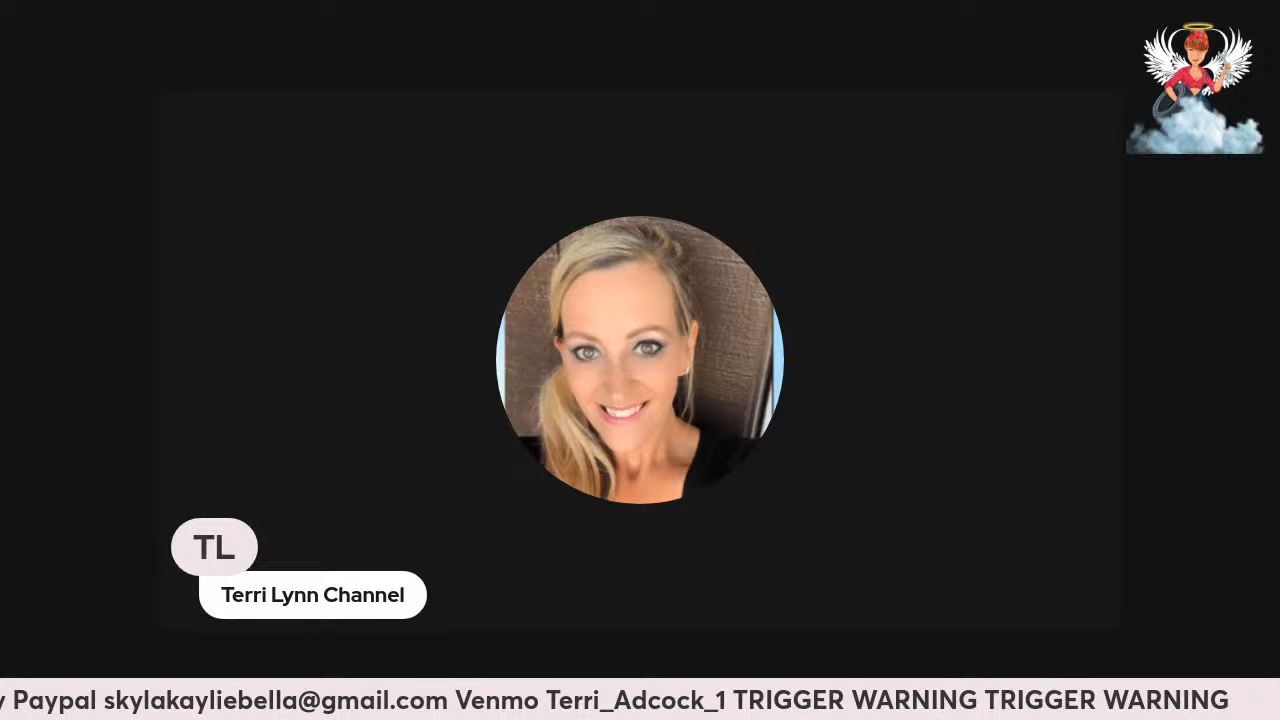 TL
Terri Lynn Channel
y Paypal skylakayliebella@gmail.com Venmo Terri_Adcock_1 TRIGGER WARNING TRIGGER WARNING